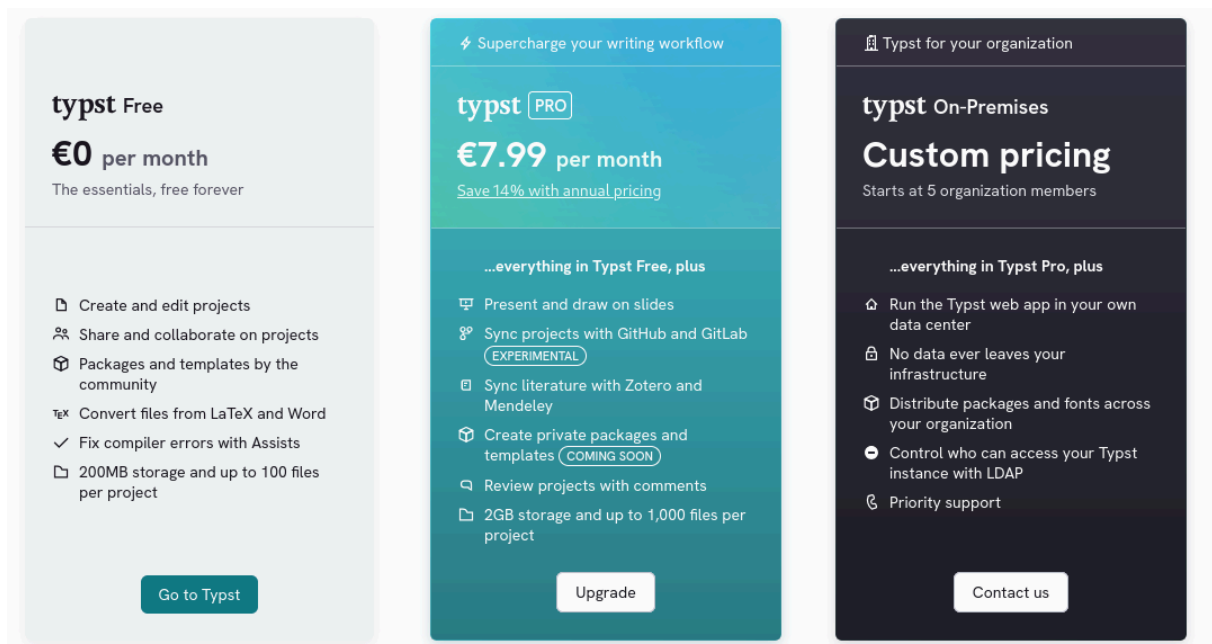 typst Free
€0 per month
The essentials, free forever
Create and edit projects
Share and collaborate on projects
Packages and templates by the
community
TEX Convert files from LaTeX and Word
Fix compiler errors with Assists
200MB storage and up to 100 files
per project
Go to Typst
Supercharge your writing workflow
typst PRO
€7.99 per month
Save 14% with annual pricing
...everything in Typst Free, plus
Present and draw on slides
Sync projects with GitHub and GitLab
EXPERIMENTAL
Sync literature with Zotero and
Mendeley
Create private packages and
templates COMING SOON
Review projects with comments
2GB storage and up to 1,000 files per
project
Upgrade
Typst for your organization
typst On-Premises
Custom pricing
Starts at 5 organization members
...everything in Typst Pro, plus
Run the Typst web app in your own
data center
No data ever leaves your
infrastructure
Distribute packages and fonts across
your organization
Control who can access your Typst
instance with LDAP
Priority support
Contact us